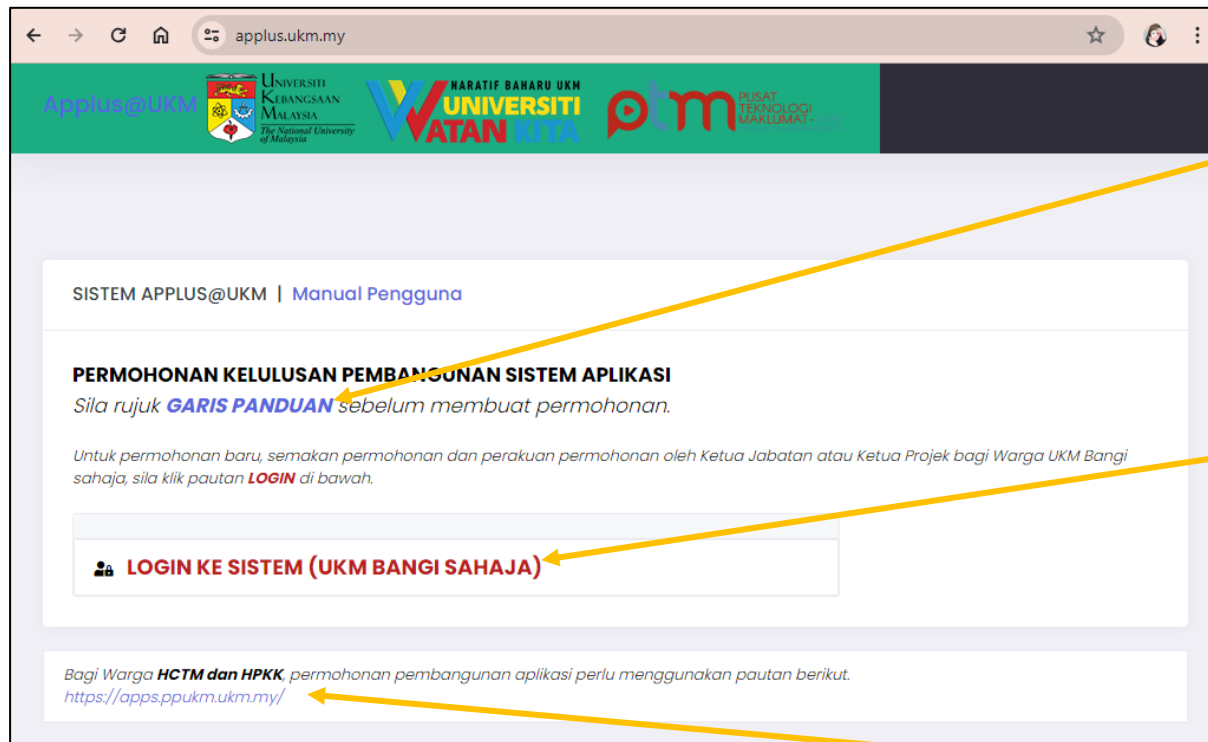 applus.ukm.my
Applus@UKM
UNIVERSITI
KEBANGSAAN
MALAYSIA
The National University
of Malaysia
NARATIF BAHARU UKM
UNIVERSITI
WATAN KITA
ptm
PUSAT
TEKNOLOGI
MAKLUMAT
SISTEM APPLUS@UKM | Manual Pengguna
PERMOHONAN KELULUSAN PEMBANGUNAN SISTEM APLIKASI
Sila rujuk GARIS PANDUAN sebelum membuat permohonan.
Untuk permohonan baru, semakan permohonan dan perakuan permohonan oleh Ketua Jabatan atau Ketua Projek bagi Warga UKM Bangi
sahaja, sila klik pautan LOGIN di bawah.
LOGIN KE SISTEM (UKM BANGI SAHAJA)
Bagi Warga HCTM dan HPKK, permohonan pembangunan aplikasi perlu menggunakan pautan berikut.
https://apps.ppukm.ukm.my/